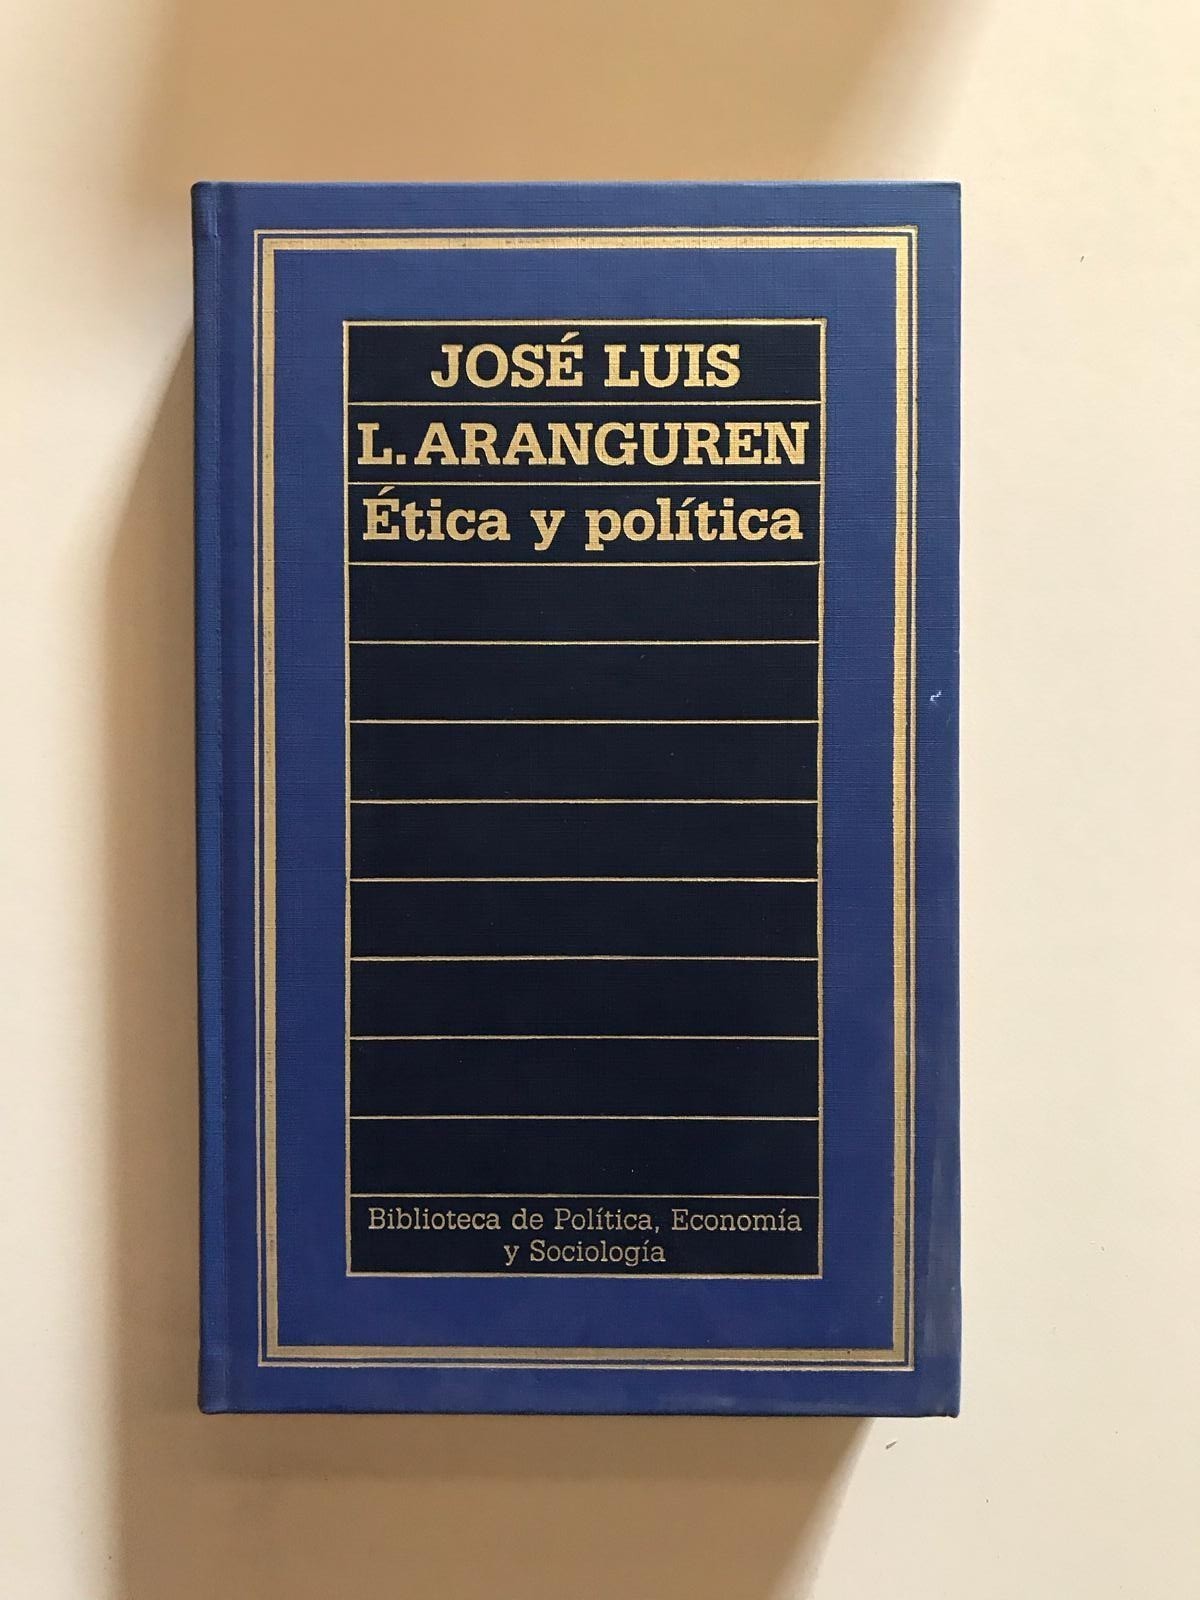 JOSÉ LUIS
L. ARANGUREN
Ética y política
Biblioteca de Política, Economía
y Sociología